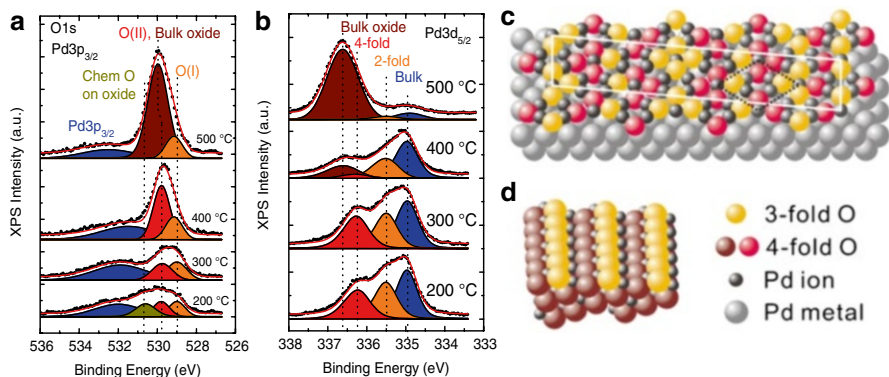 a
O1s
Pd3p3/2
O(II), Bulk oxide
Chem O
on oxide
O(I)
Pd3p3/2
500 °C
400 °C
300 °C
200 °C
XPS Intensity (a.u.)
536 534 532 530 528 526
Binding Energy (eV)
b
Pd3d5/2
Bulk oxide
4-fold
2-fold
Bulk
500 °C
400 °C
300 °C
200 °C
XPS Intensity (a.u.)
338 337 336 335 334 333
Binding Energy (eV)
c
d
3-fold O
4-fold O
Pd ion
Pd metal